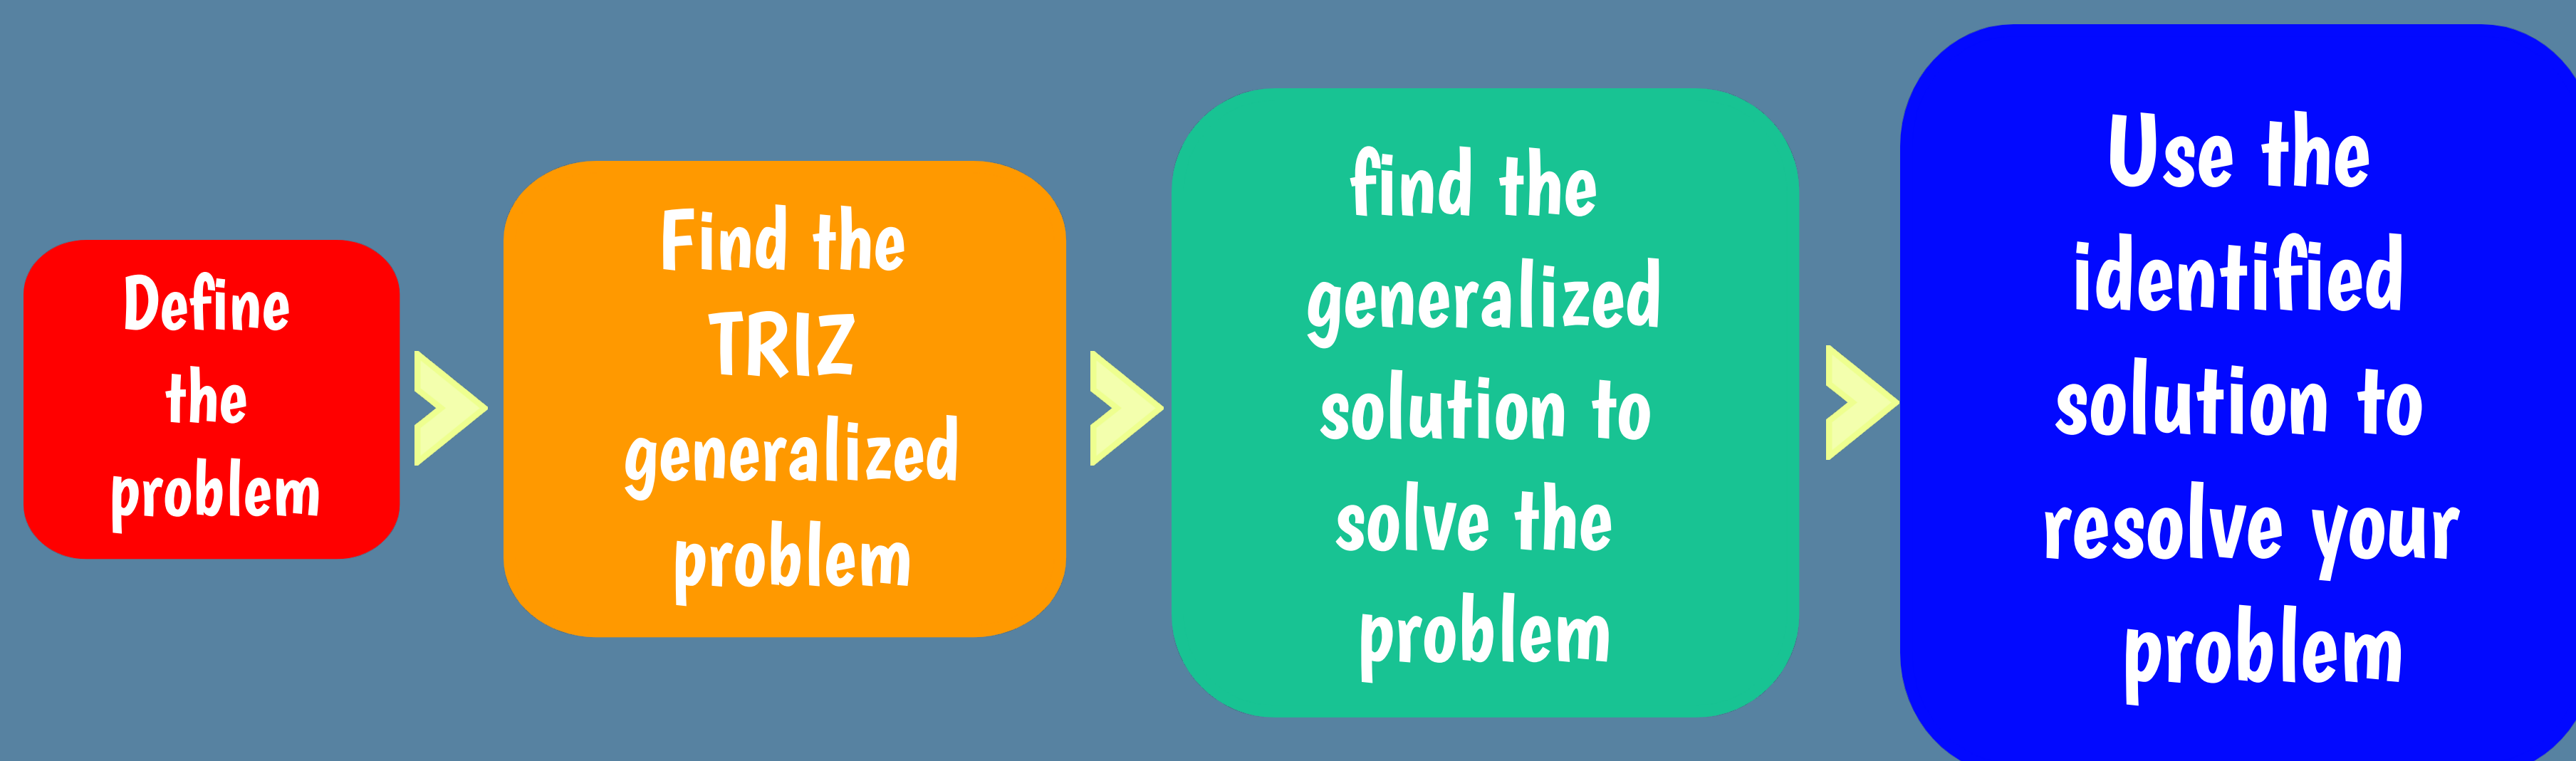 Define
the
problem
Find the
TRIZ
generalized
problem
find the
generalized
solution to
solve the
problem
Use the
identified
solution to
resolve your
problem